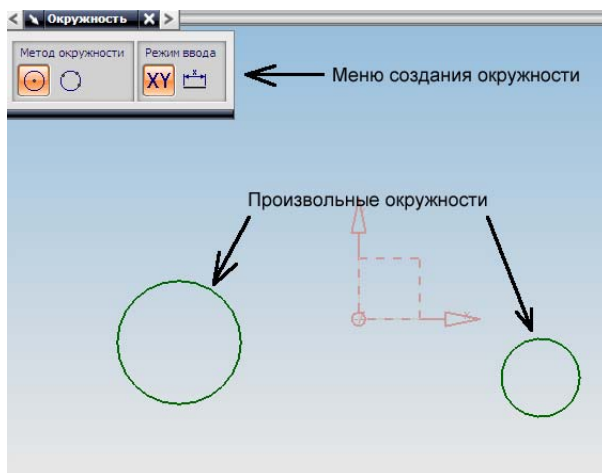 Окружность
Метод окружности Режим ввода
XY x
Меню создания окружности
Произвольные окружности
x